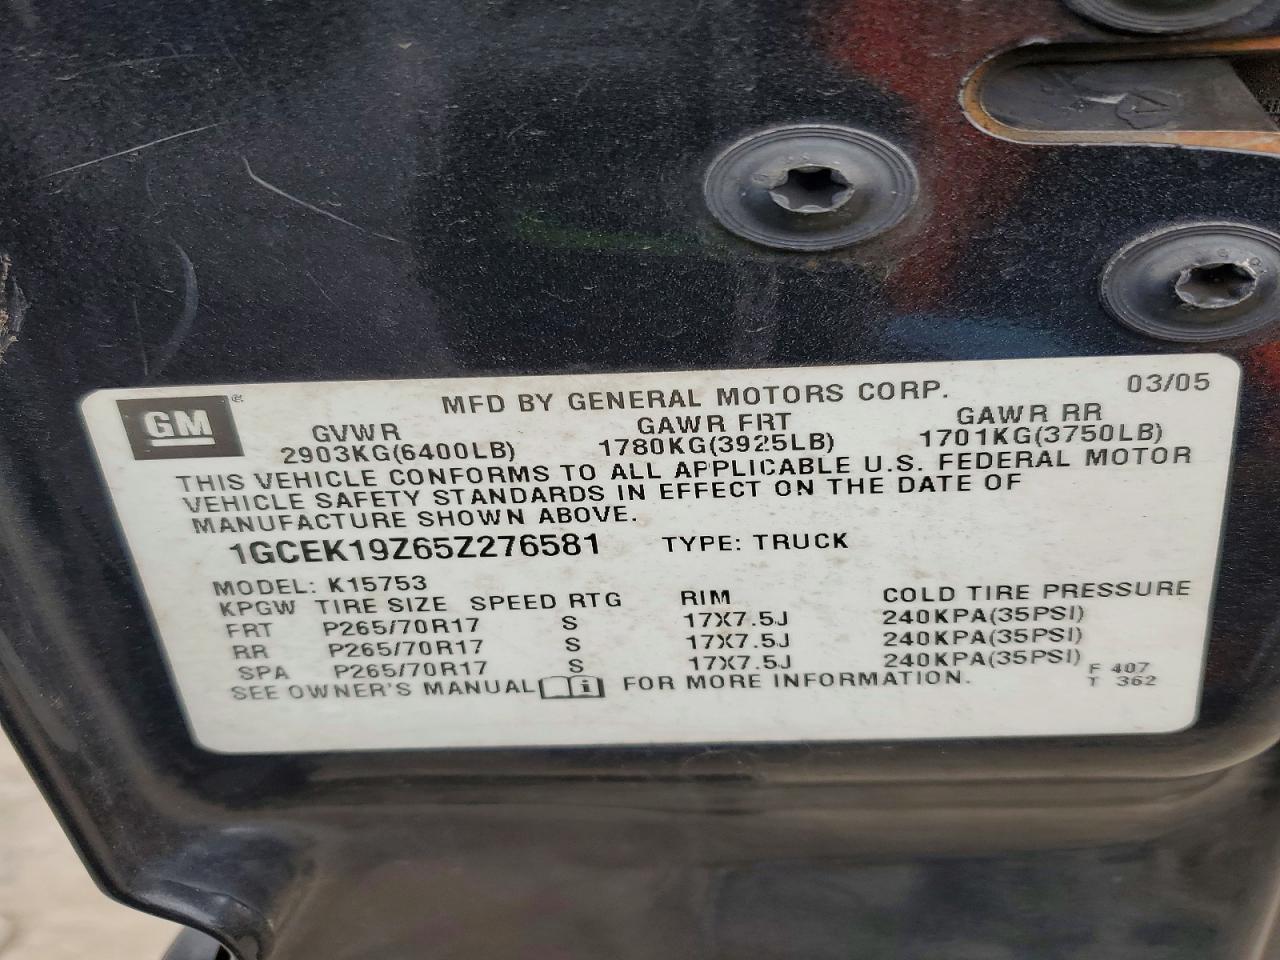 GM®
MFD BY GENERAL MOTORS CORP. 03/05
GVWR GAWR FRT GAWR RR
2903KG(6400LB) 1780KG(3925LB) 1701KG(3750LB)
THIS VEHICLE CONFORMS TO ALL APPLICABLE U.S. FEDERAL MOTOR
VEHICLE SAFETY STANDARDS IN EFFECT ON THE DATE OF
MANUFACTURE SHOWN ABOVE.
1GCEK19Z65Z276581 TYPE: TRUCK
MODEL: K15753
KPGW TIRE SIZE SPEED RTG RIM COLD TIRE PRESSURE
FRT P265/70R17 S 17X7.5J 240KPA(35PSI)
RR P265/70R17 S 17X7.5J 240KPA(35PSI)
SPA P265/70R17 S 17X7.5J 240KPA(35PSI) F 407
SEE OWNER'S MANUAL i FOR MORE INFORMATION. T 362